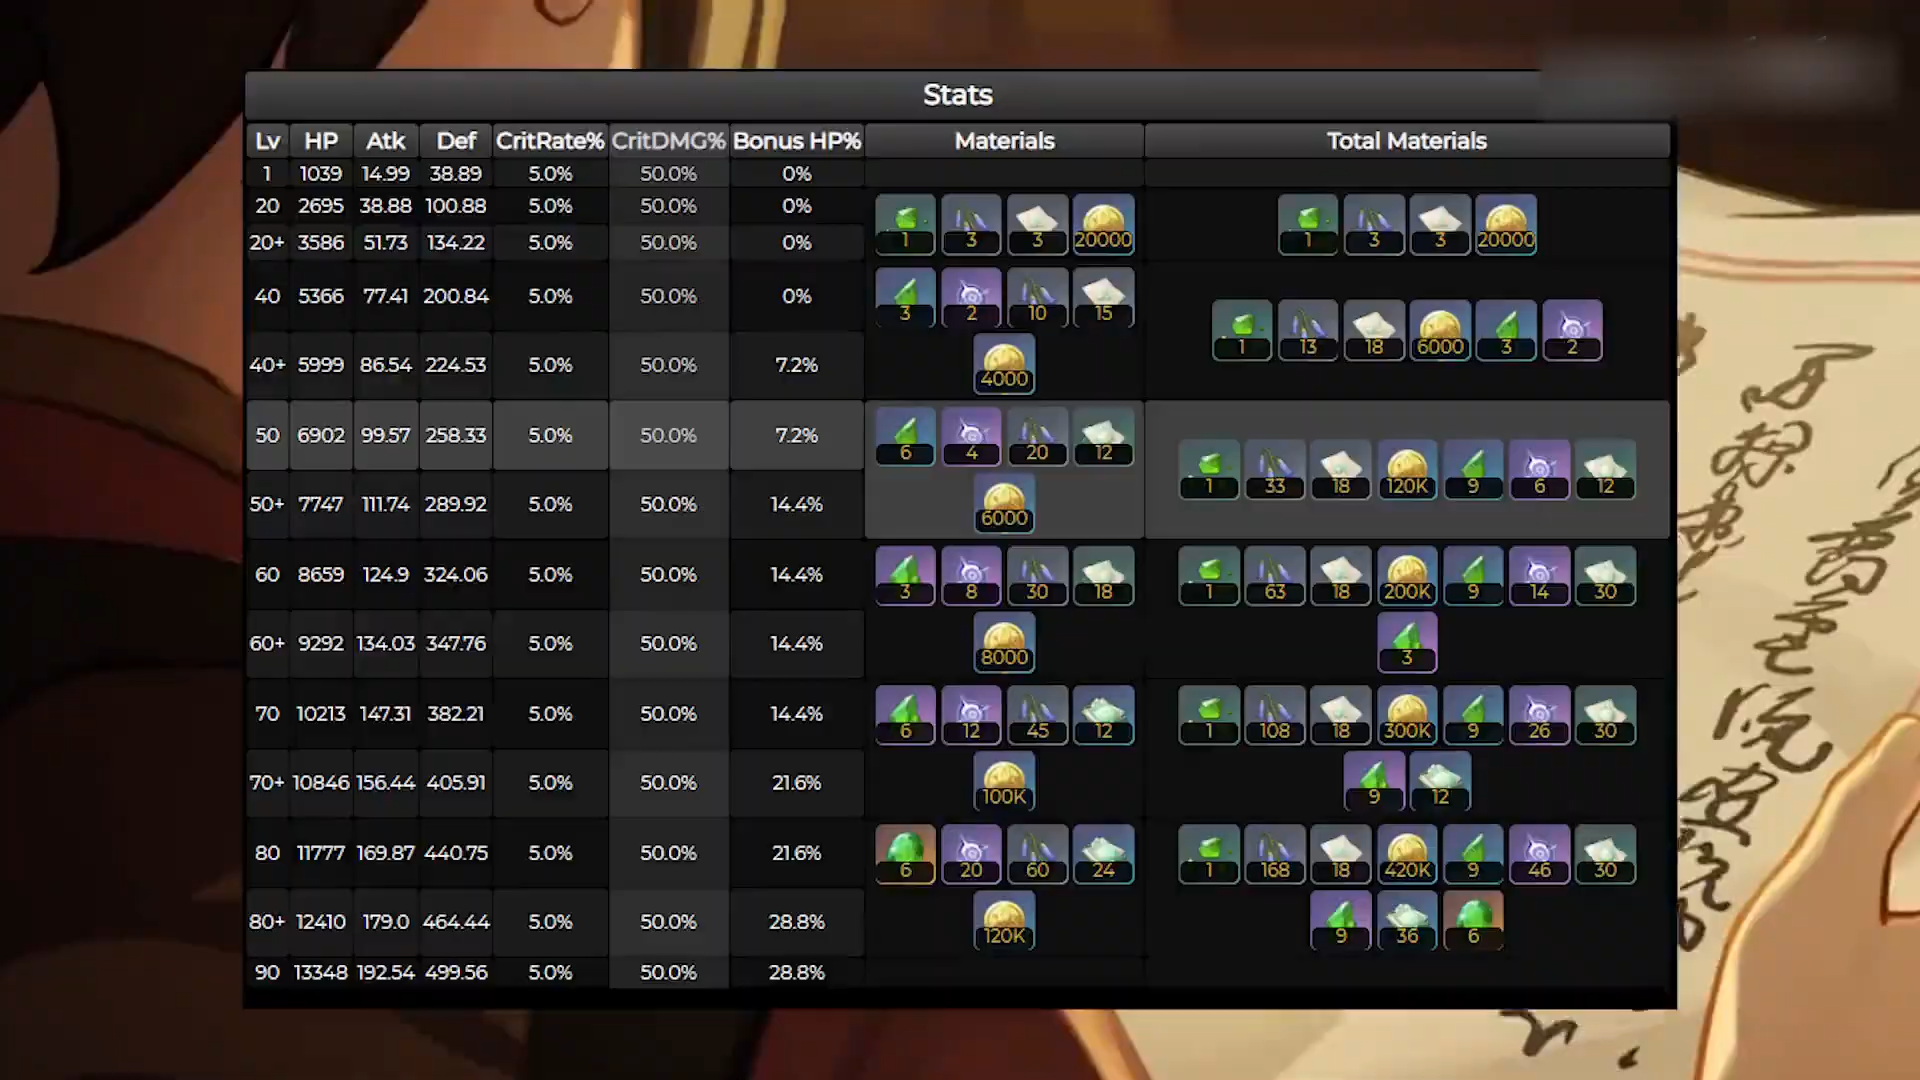 Stats
Lv HP Atk Def CritRate% CritDMG% Bonus HP% Materials Total Materials
1 1039 14.99 38.89 5.0% 50.0% 0%
20 2695 38.88 100.88 5.0% 50.0% 0%
1 3 3 20000 1 3 3 20000
20+ 3586 51.73 134.22 5.0% 50.0% 0%
40 5366 77.41 200.84 5.0% 50.0% 0%
3 2 10 15
1 13 18 6000 3 2
40+ 5999 86.54 224.53 5.0% 50.0% 7.2%
4000
50 6902 99.57 258.33 5.0% 50.0% 7.2%
6 4 20 12
1 33 18 120K 9 6 12
50+ 7747 111.74 289.92 5.0% 50.0% 14.4%
6000
60 8659 124.9 324.06 5.0% 50.0% 14.4%
3 8 30 18 1 63 18 200K 9 14 30
60+ 9292 134.03 347.76 5.0% 50.0% 14.4%
8000 3
70 10213 147.31 382.21 5.0% 50.0% 14.4%
6 12 45 12 1 108 18 300K 9 26 30
70+ 10846 156.44 405.91 5.0% 50.0% 21.6%
100K 9 12
80 11777 169.87 440.75 5.0% 50.0% 21.6%
6 20 60 24 1 168 18 420K 9 46 30
80+ 12410 179.0 464.44 5.0% 50.0% 28.8%
120K 9 36 6
90 13348 192.54 499.56 5.0% 50.0% 28.8%